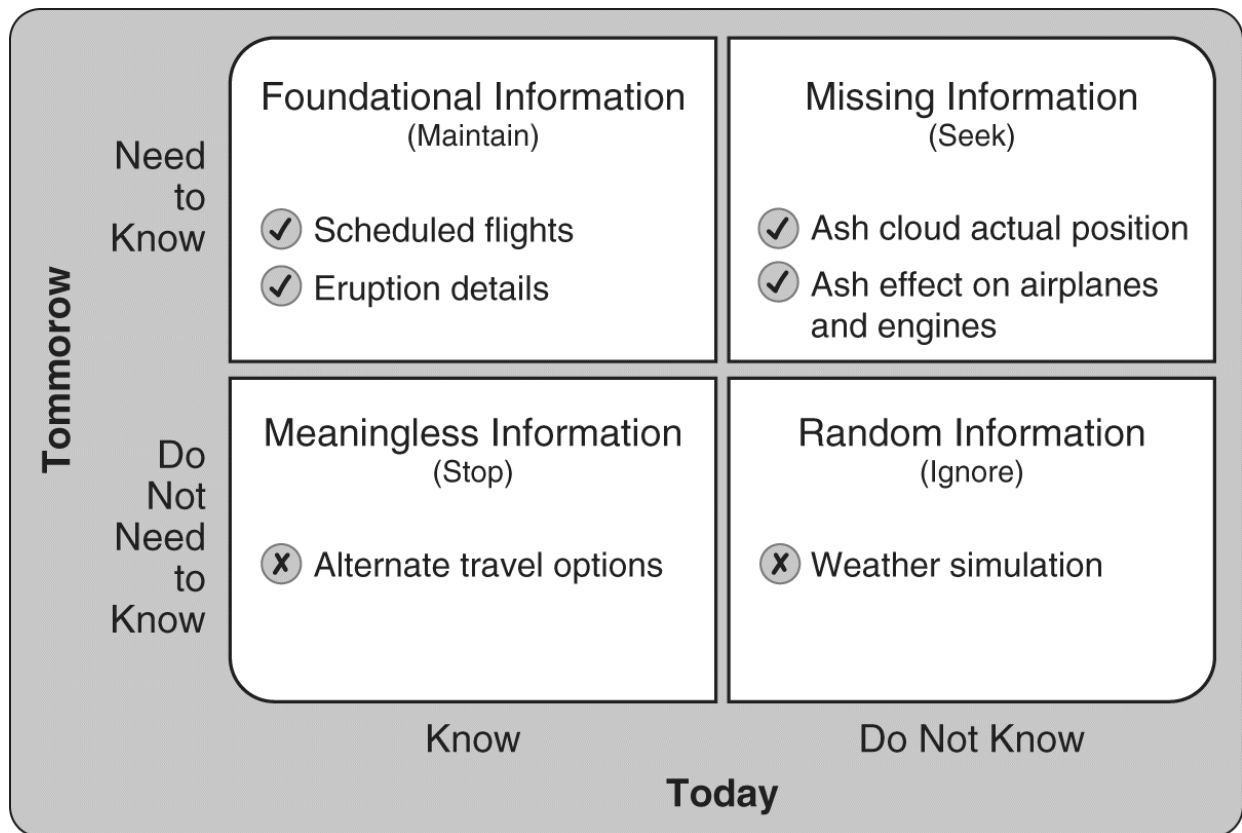 Tommorow
Need
to
Know
Foundational Information
(Maintain)
✓ Scheduled flights
✓ Eruption details
Missing Information
(Seek)
✓ Ash cloud actual position
✓ Ash effect on airplanes
and engines
Do
Not
Need
to
Know
Meaningless Information
(Stop)
✗ Alternate travel options
Random Information
(Ignore)
✗ Weather simulation
Know
Do Not Know
Today